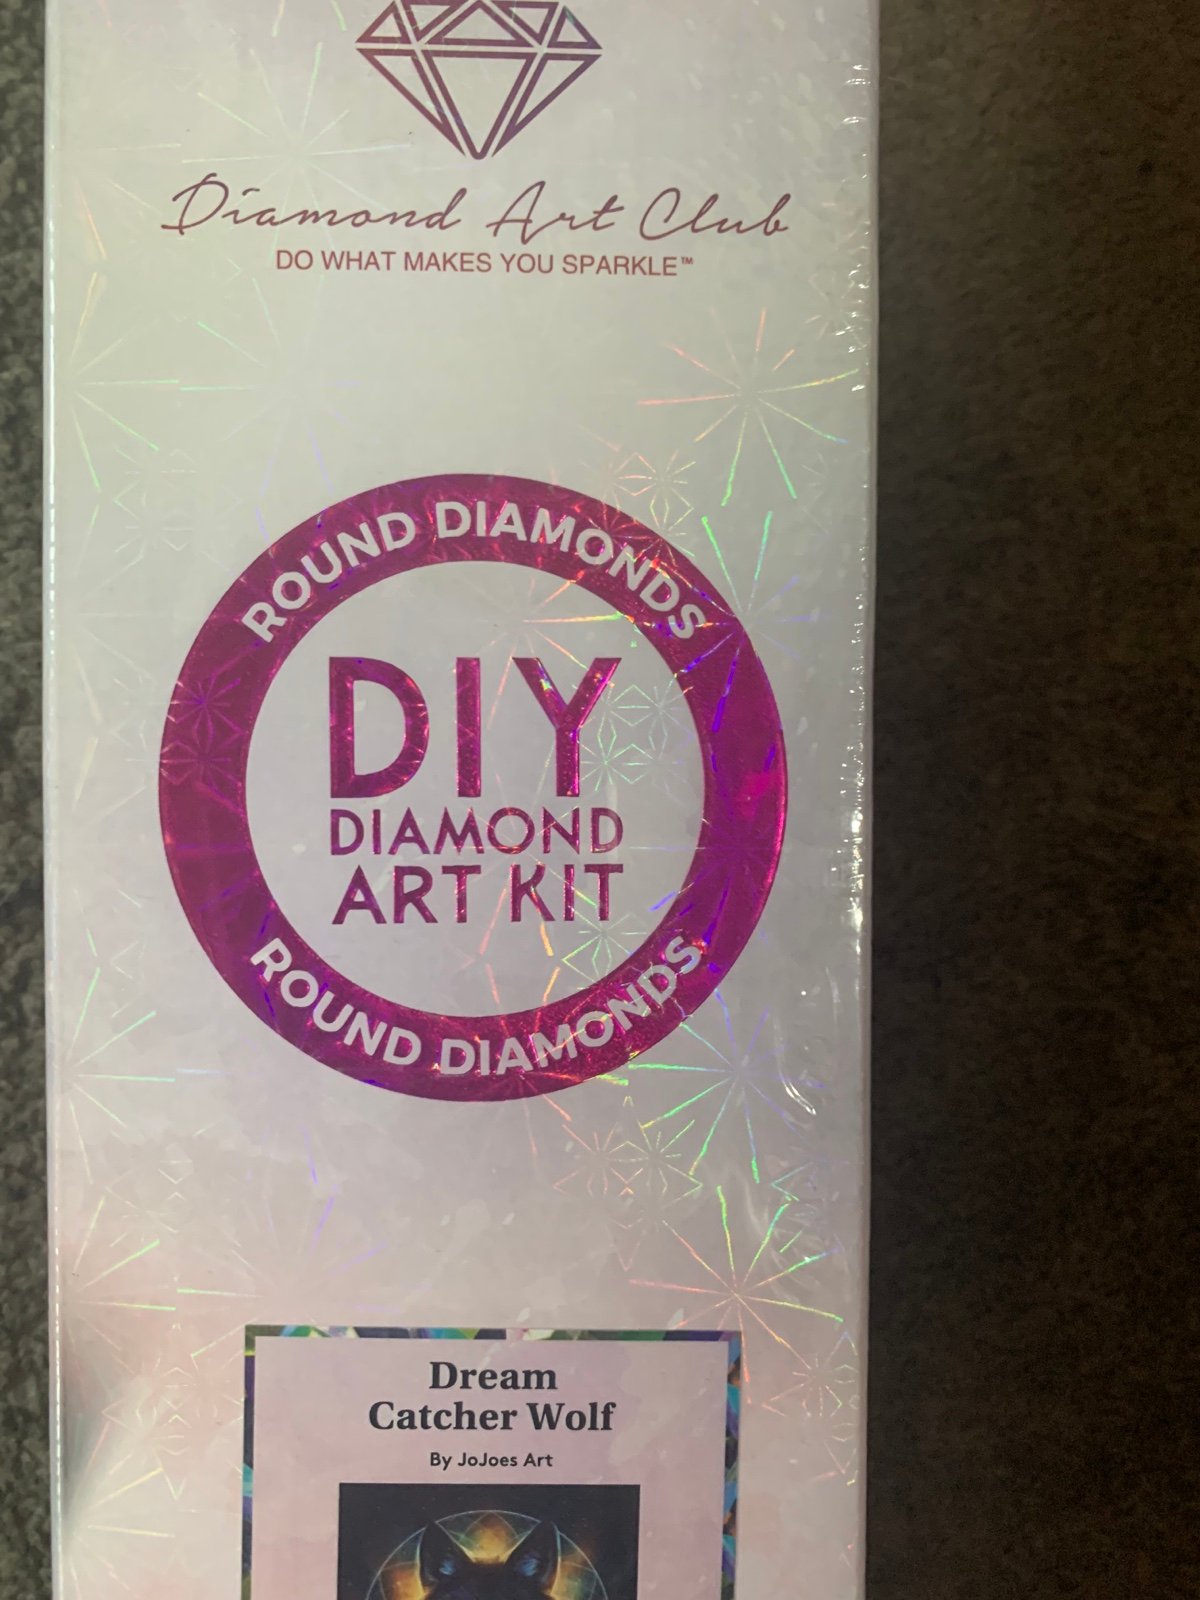 Diamond Art Club
DO WHAT MAKES YOU SPARKLE™
ROUND DIAMONDS
DIY
DIAMOND
ART KIT
ROUND DIAMONDS
Dream
Catcher Wolf
By JoJoes Art